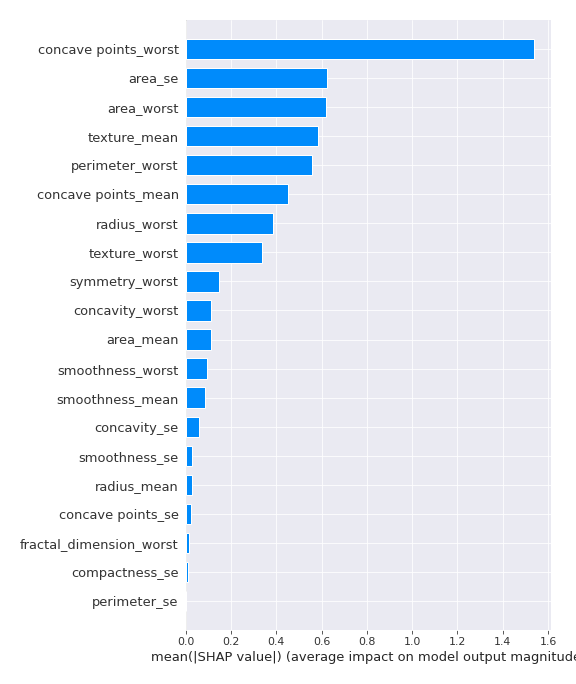 concave points_worst
area_se
area_worst
texture_mean
perimeter_worst
concave points_mean
radius_worst
texture_worst
symmetry_worst
concavity_worst
area_mean
smoothness_worst
smoothness_mean
concavity_se
smoothness_se
radius_mean
concave points_se
fractal_dimension_worst
compactness_se
perimeter_se
0.0 0.2 0.4 0.6 0.8 1.0 1.2 1.4 1.6
mean(|SHAP value|) (average impact on model output magnitude